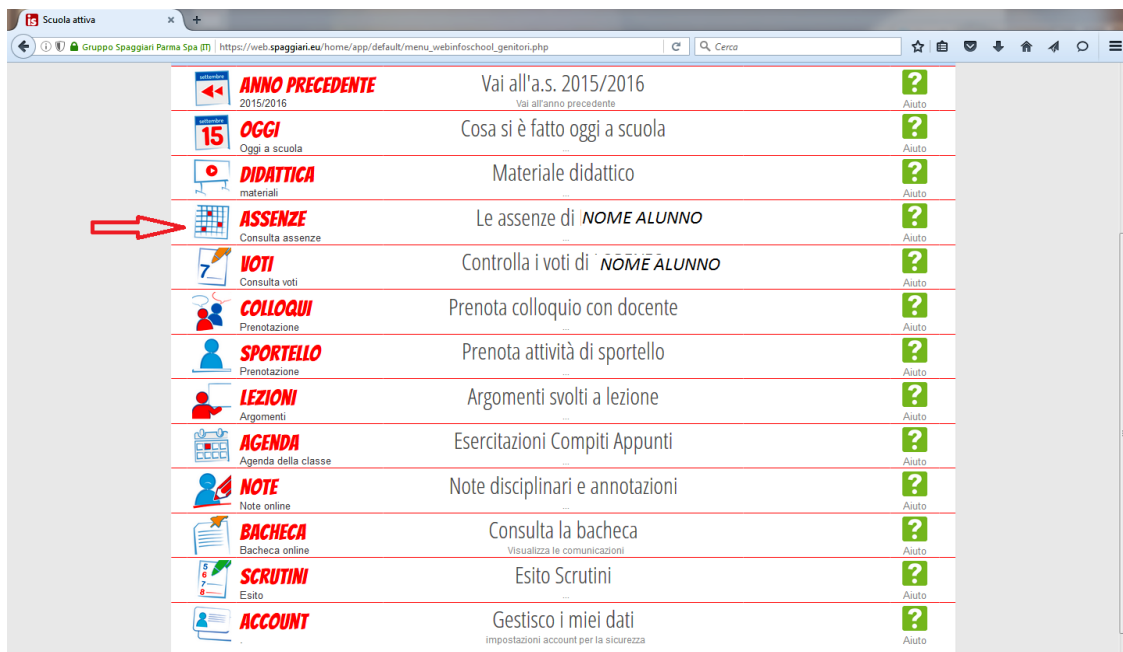 Scuola attiva
Gruppo Spaggiari Parma Spa (IT) https://web.spaggiari.eu/home/app/default/menu_webinfoschool_genitori.php Cerca
settembre ANNO PRECEDENTE Vai all'a.s. 2015/2016 ?
2015/2016 Vai all'anno precedente Aiuto
settembre 15 OGGI Cosa si è fatto oggi a scuola ?
Oggi a scuola ... Aiuto
DIDATTICA Materiale didattico ?
materiali ... Aiuto
ASSENZE Le assenze di NOME ALUNNO ?
Consulta assenze ... Aiuto
7 VOTI Controlla i voti di NOME ALUNNO ?
Consulta voti Aiuto
COLLOQUI Prenota colloquio con docente ?
Prenotazione ... Aiuto
SPORTELLO Prenota attività di sportello ?
Prenotazione ... Aiuto
LEZIONI Argomenti svolti a lezione ?
Argomenti ... Aiuto
AGENDA Esercitazioni Compiti Appunti ?
Agenda della classe ... Aiuto
NOTE Note disciplinari e annotazioni ?
Note online ... Aiuto
BACHECA Consulta la bacheca ?
Bacheca online Visualizza le comunicazioni Aiuto
5 6 7 8 SCRUTINI Esito Scrutini ?
Esito ... Aiuto
ACCOUNT Gestisco i miei dati ?
. impostazioni account per la sicurezza Aiuto